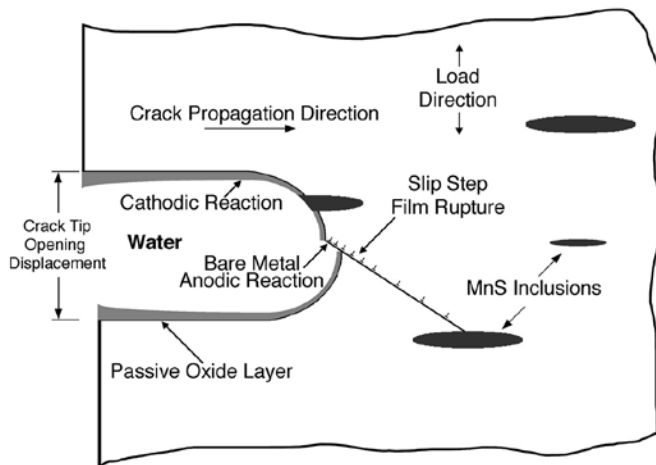 Load
Direction
Crack Propagation Direction
Cathodic Reaction
Slip Step
Film Rupture
Crack Tip
Opening
Displacement
Water
Bare Metal
Anodic Reaction
MnS Inclusions
Passive Oxide Layer